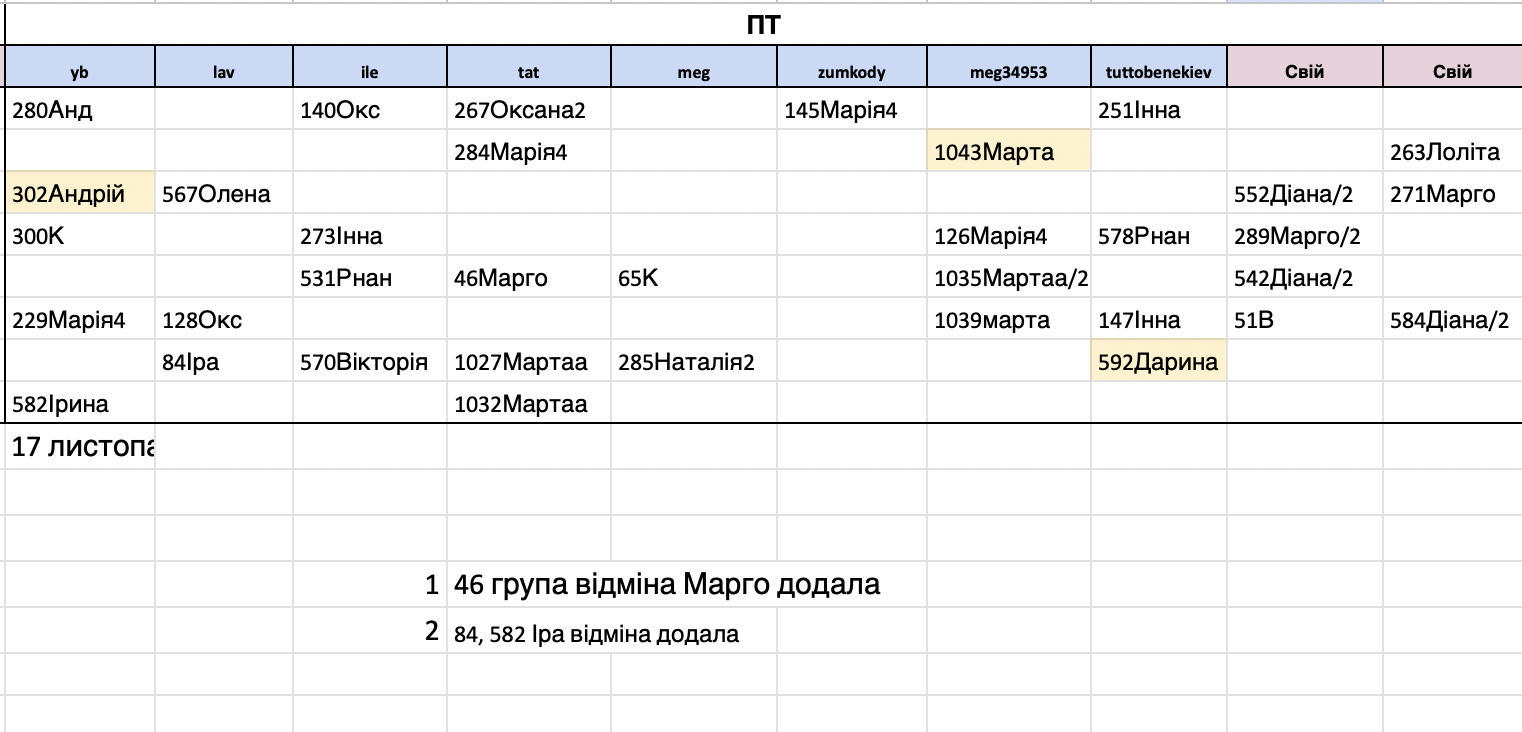 ПТ
yb lav ile tat meg zumkody meg34953 tuttobenekiev Свій Свій
280Анд 140Окс 267Оксана2 145Марія4 251Інна
284Марія4 1043Марта 263Лоліта
302Андрій 567Олена 552Діана/2 271Марго
300К 273Інна 126Марія4 578Рнан 289Марго/2
531Рнан 46Марго 65К 1035Мартаа/2 542Діана/2
229Марія4 128Окс 1039марта 147Інна 51В 584Діана/2
84Іра 570Вікторія 1027Мартаа 285Наталія2 592Дарина
582Ірина 1032Мартаа
17 листопа
1 46 група відміна Марго додала
2 84, 582 Іра відміна додала